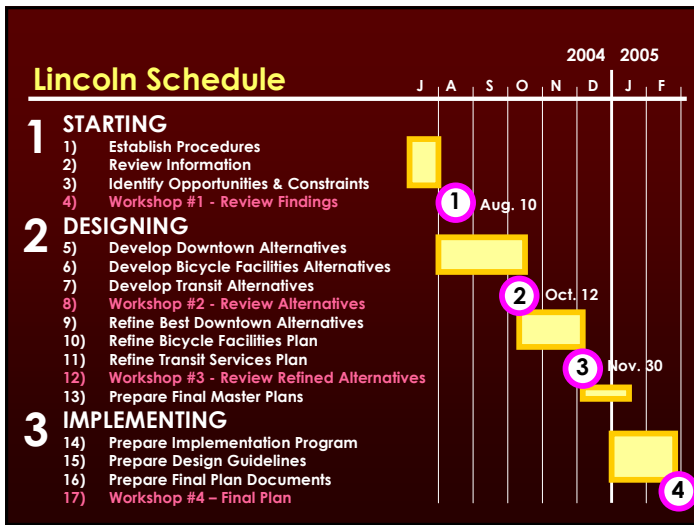 2004 2005
Lincoln Schedule
J A S O N D J F
1 STARTING
1) Establish Procedures
2) Review Information
3) Identify Opportunities & Constraints
4) Workshop #1 - Review Findings
1 Aug. 10
2 DESIGNING
5) Develop Downtown Alternatives
6) Develop Bicycle Facilities Alternatives
7) Develop Transit Alternatives
8) Workshop #2 - Review Alternatives
2 Oct. 12
9) Refine Best Downtown Alternatives
10) Refine Bicycle Facilities Plan
11) Refine Transit Services Plan
12) Workshop #3 - Review Refined Alternatives
3 Nov. 30
13) Prepare Final Master Plans
3 IMPLEMENTING
14) Prepare Implementation Program
15) Prepare Design Guidelines
16) Prepare Final Plan Documents
17) Workshop #4 – Final Plan
4